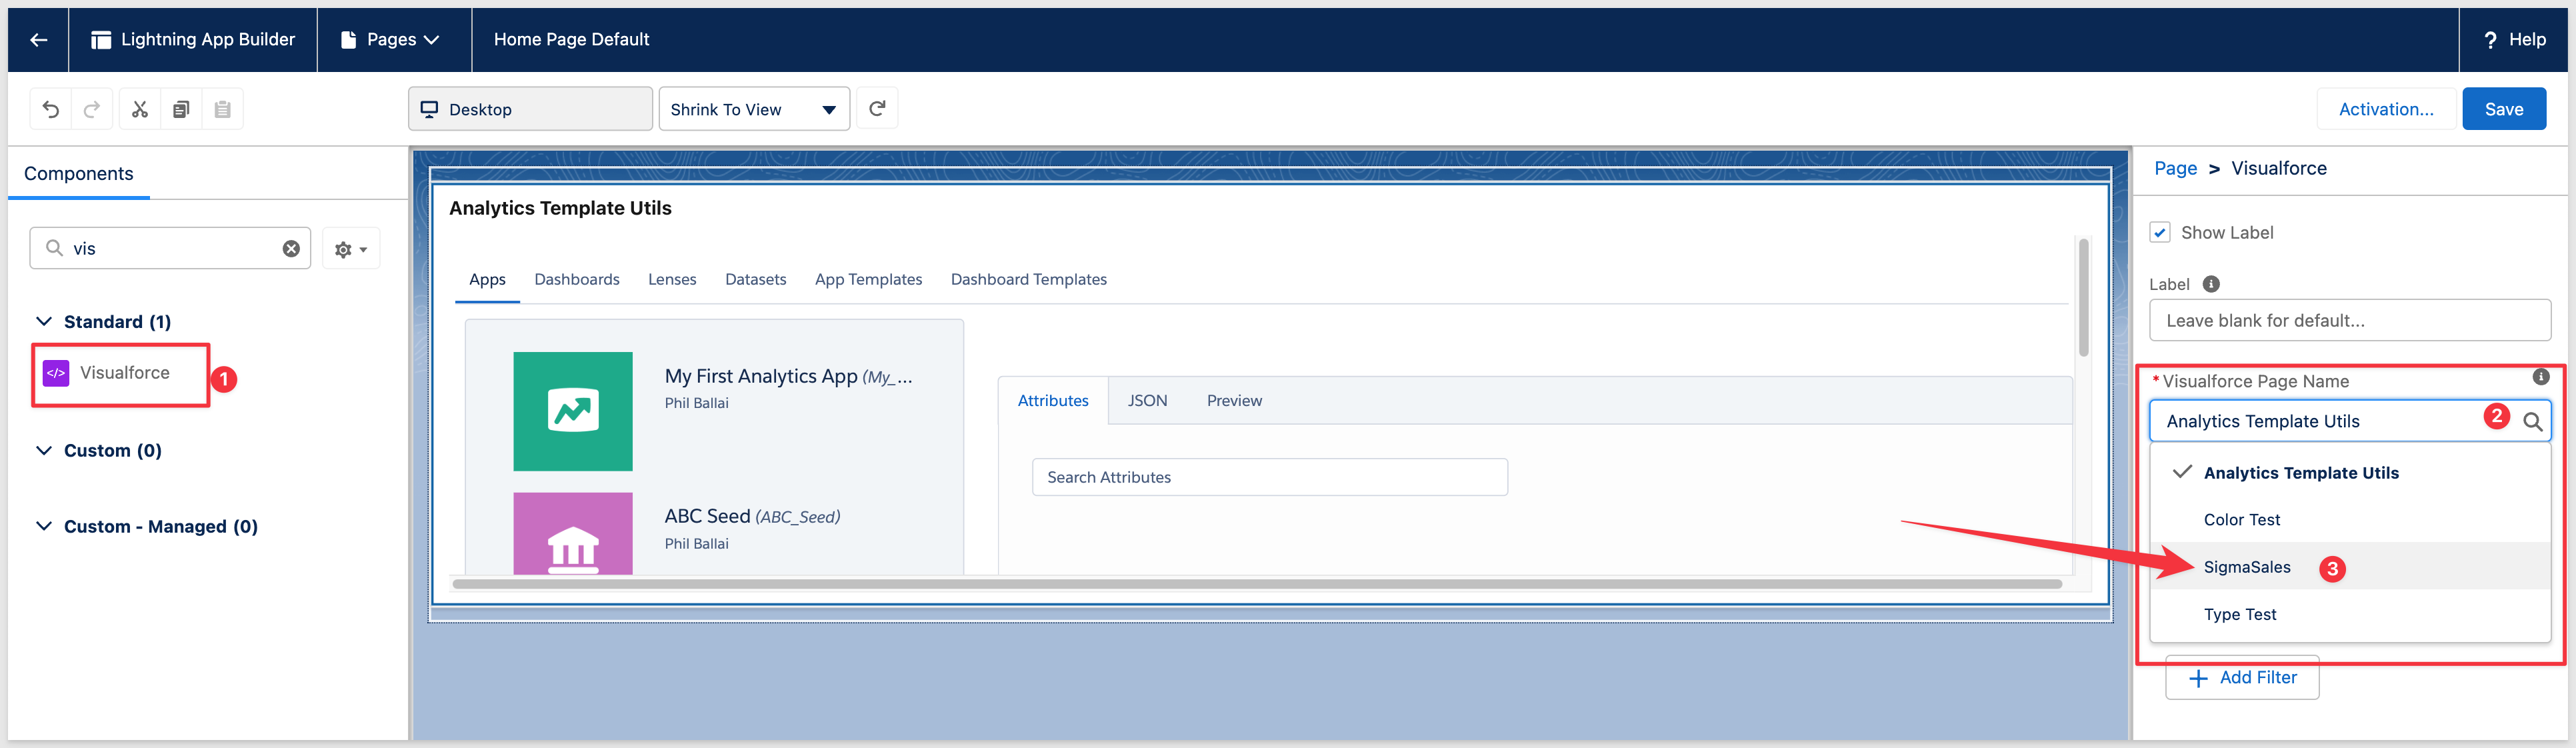 Lightning App Builder
Pages
Home Page Default
? Help
Desktop
Shrink To View
Activation...
Save
Components
vis
Standard (1)
</> Visualforce
1
Custom (0)
Custom - Managed (0)
Analytics Template Utils
Apps Dashboards Lenses Datasets App Templates Dashboard Templates
My First Analytics App (My_...
Phil Ballai
ABC Seed (ABC_Seed)
Phil Ballai
Attributes JSON Preview
Search Attributes
Page > Visualforce
Show Label
Label
Leave blank for default...
* Visualforce Page Name
Analytics Template Utils
2
Analytics Template Utils
Color Test
SigmaSales
3
Type Test
+ Add Filter